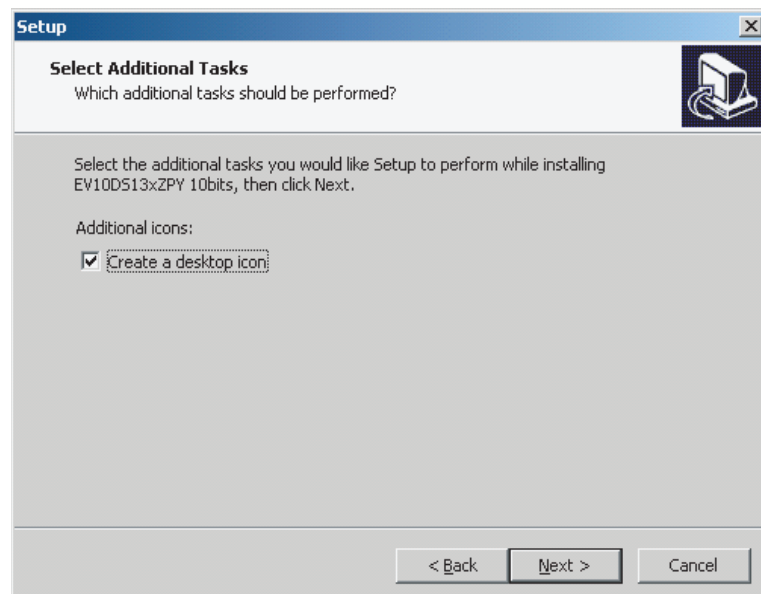 Setup
Select Additional Tasks
Which additional tasks should be performed?
Select the additional tasks you would like Setup to perform while installing
EV10DS13xZPY 10bits, then click Next.
Additional icons:
Create a desktop icon
< Back
Next >
Cancel